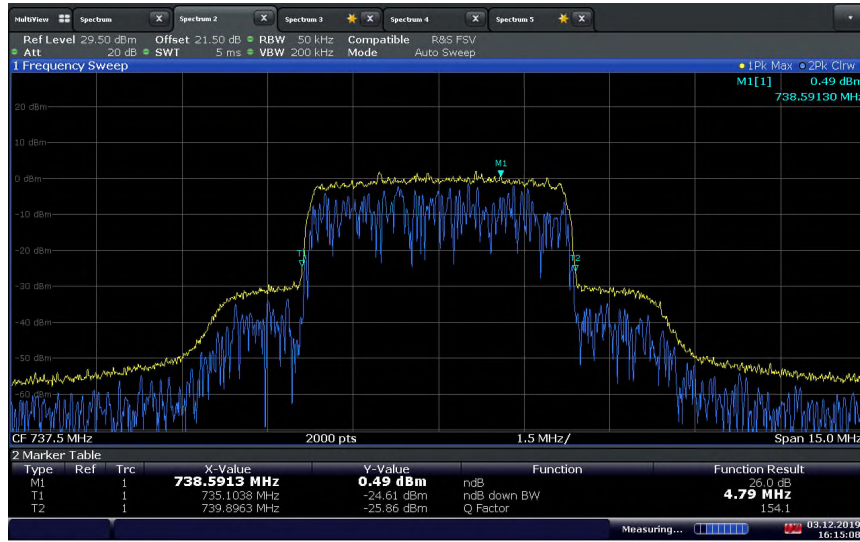 MultiView Spectrum X Spectrum 2 X Spectrum 3 X Spectrum 4 X Spectrum 5 X
Ref Level 29.50 dBm Offset 21.50 dB RBW 50 kHz Compatible R&S FSV
Att 20 dB SWT 5 ms VBW 200 kHz Mode Auto Sweep
1 Frequency Sweep 1Pk Max 2Pk Clrw
M1[1] 0.49 dBm
738.59130 MHz
20 dBm
10 dBm
M1
0 dBm
-10 dBm
-20 dBm
T1
T2
-30 dBm
-40 dBm
-50 dBm
-60 dBm
CF 737.5 MHz 2000 pts 1.5 MHz/ Span 15.0 MHz
2 Marker Table
Type Ref Trc X-Value Y-Value Function Function Result
M1 1 738.5913 MHz 0.49 dBm ndB 26.0 dB
T1 1 735.1038 MHz -24.61 dBm ndB down BW 4.79 MHz
T2 1 739.8963 MHz -25.86 dBm Q Factor 154.1
Measuring... 03.12.2019
16:15:08